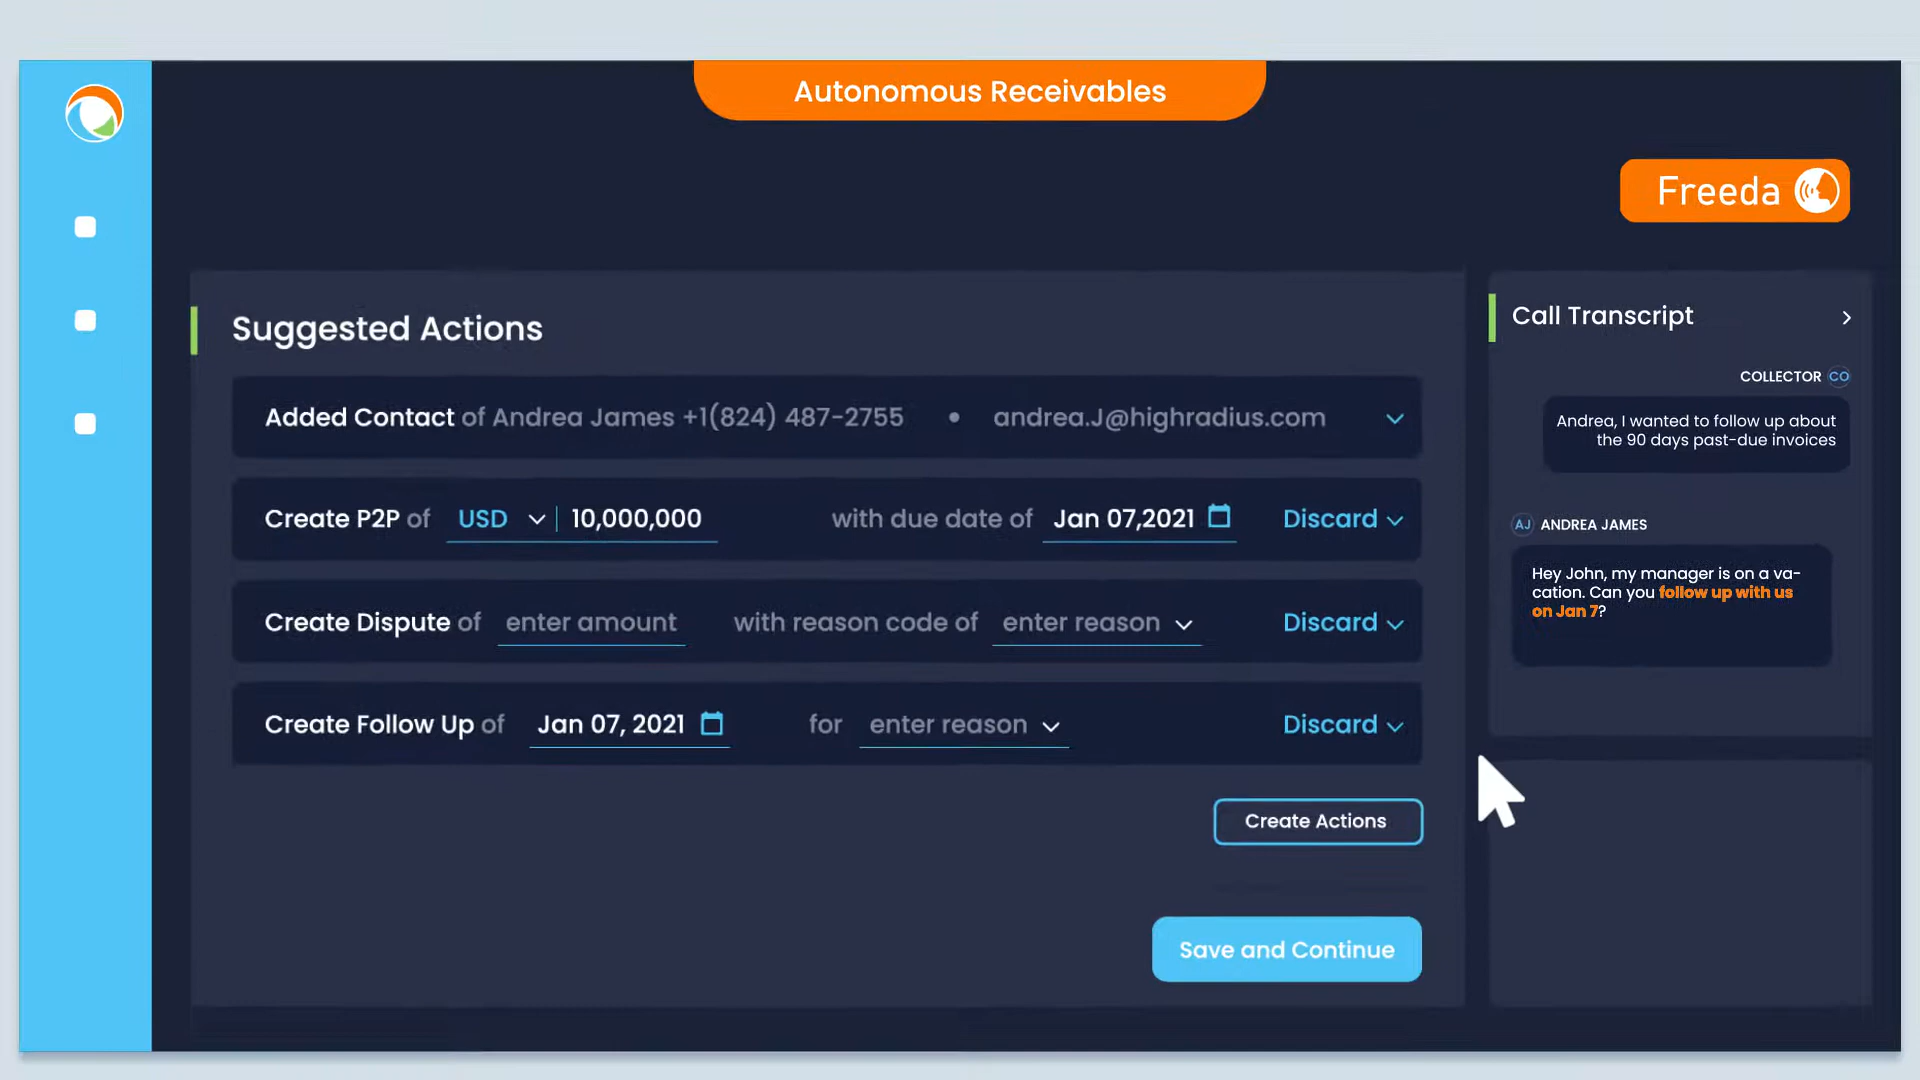 Autonomous Receivables
Freeda
Suggested Actions
Added Contact of Andrea James +1(824) 487-2755 • andrea.J@highradius.com
Create P2P of USD 10,000,000 with due date of Jan 07,2021 Discard
Create Dispute of enter amount with reason code of enter reason Discard
Create Follow Up of Jan 07, 2021 for enter reason Discard
Create Actions
Save and Continue
Call Transcript
COLLECTOR CO
Andrea, I wanted to follow up about
the 90 days past-due invoices
AJ ANDREA JAMES
Hey John, my manager is on a va-
cation. Can you follow up with us
on Jan 7?